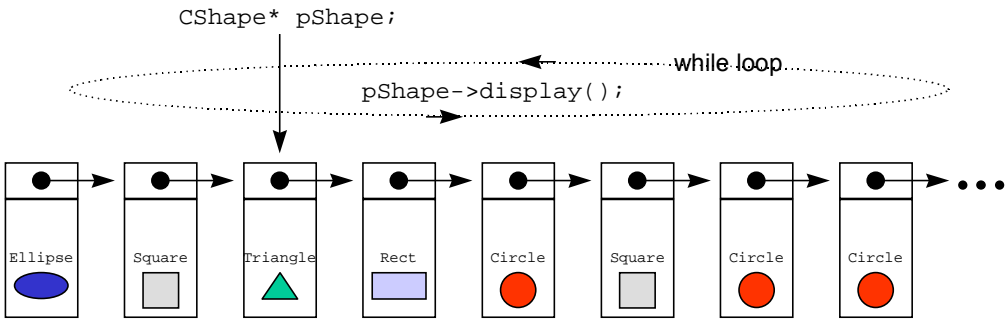 CShape* pShape;
while loop
pShape->display();
Ellipse Square Triangle Rect Circle Square Circle Circle